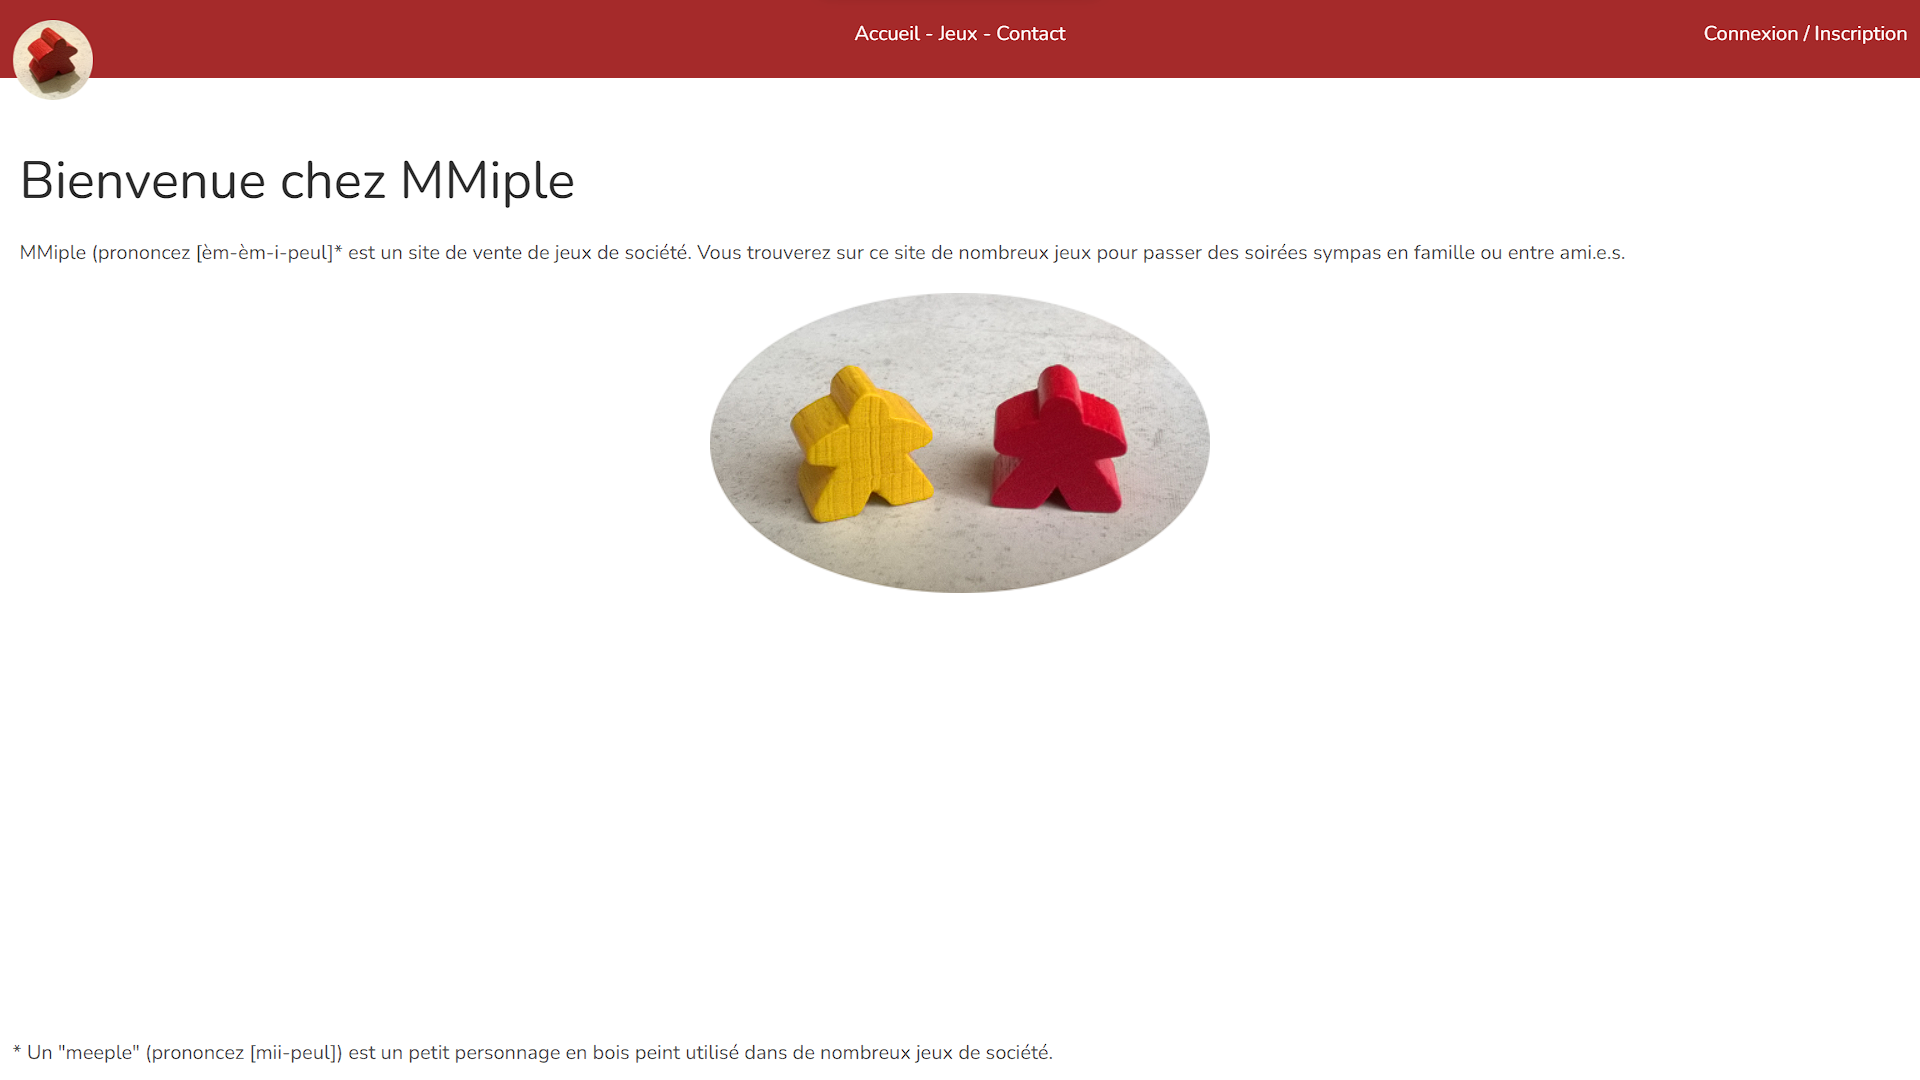 Accueil - Jeux - Contact
Connexion / Inscription
Bienvenue chez MMiple
MMiple (prononcez [èm-èm-i-peul]* est un site de vente de jeux de société. Vous trouverez sur ce site de nombreux jeux pour passer des soirées sympas en famille ou entre ami.e.s.
* Un "meeple" (prononcez [mii-peul]) est un petit personnage en bois peint utilisé dans de nombreux jeux de société.